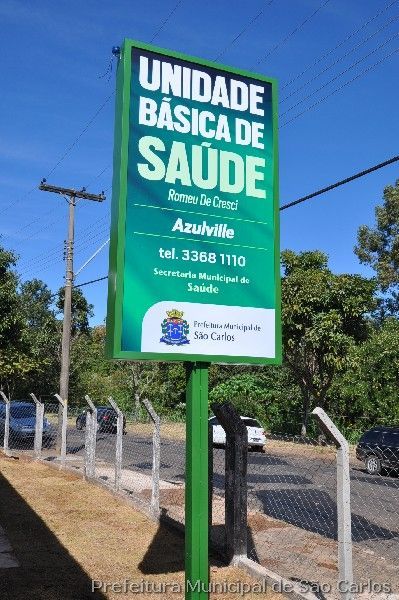 UNIDADE
BÁSICA DE
SAÚDE
Romeu De Cresci
Azulville
tel. 3368 1110
Secretaria Municipal de
Saúde
Prefeitura Municipal de
São Carlos
Prefeitura Municipal de São Carlos